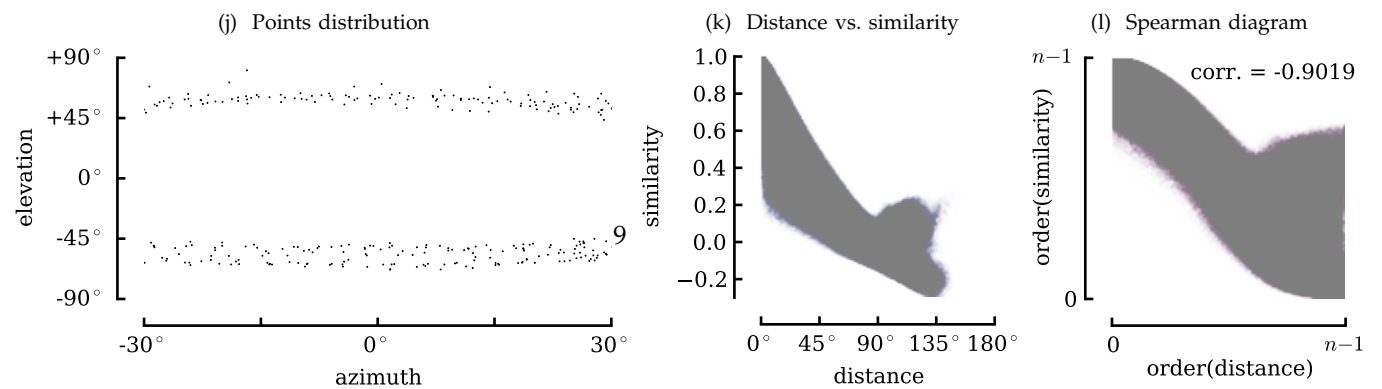 (j) Points distribution
+90°
+45°
0°
-45°
-90°
elevation
9
-30°
0°
30°
azimuth
(k) Distance vs. similarity
1.0
0.8
0.6
0.4
0.2
0.0
−0.2
similarity
0°
45°
90°
135°
180°
distance
(l) Spearman diagram
n−1
corr. = -0.9019
0
order(similarity)
0
n−1
order(distance)